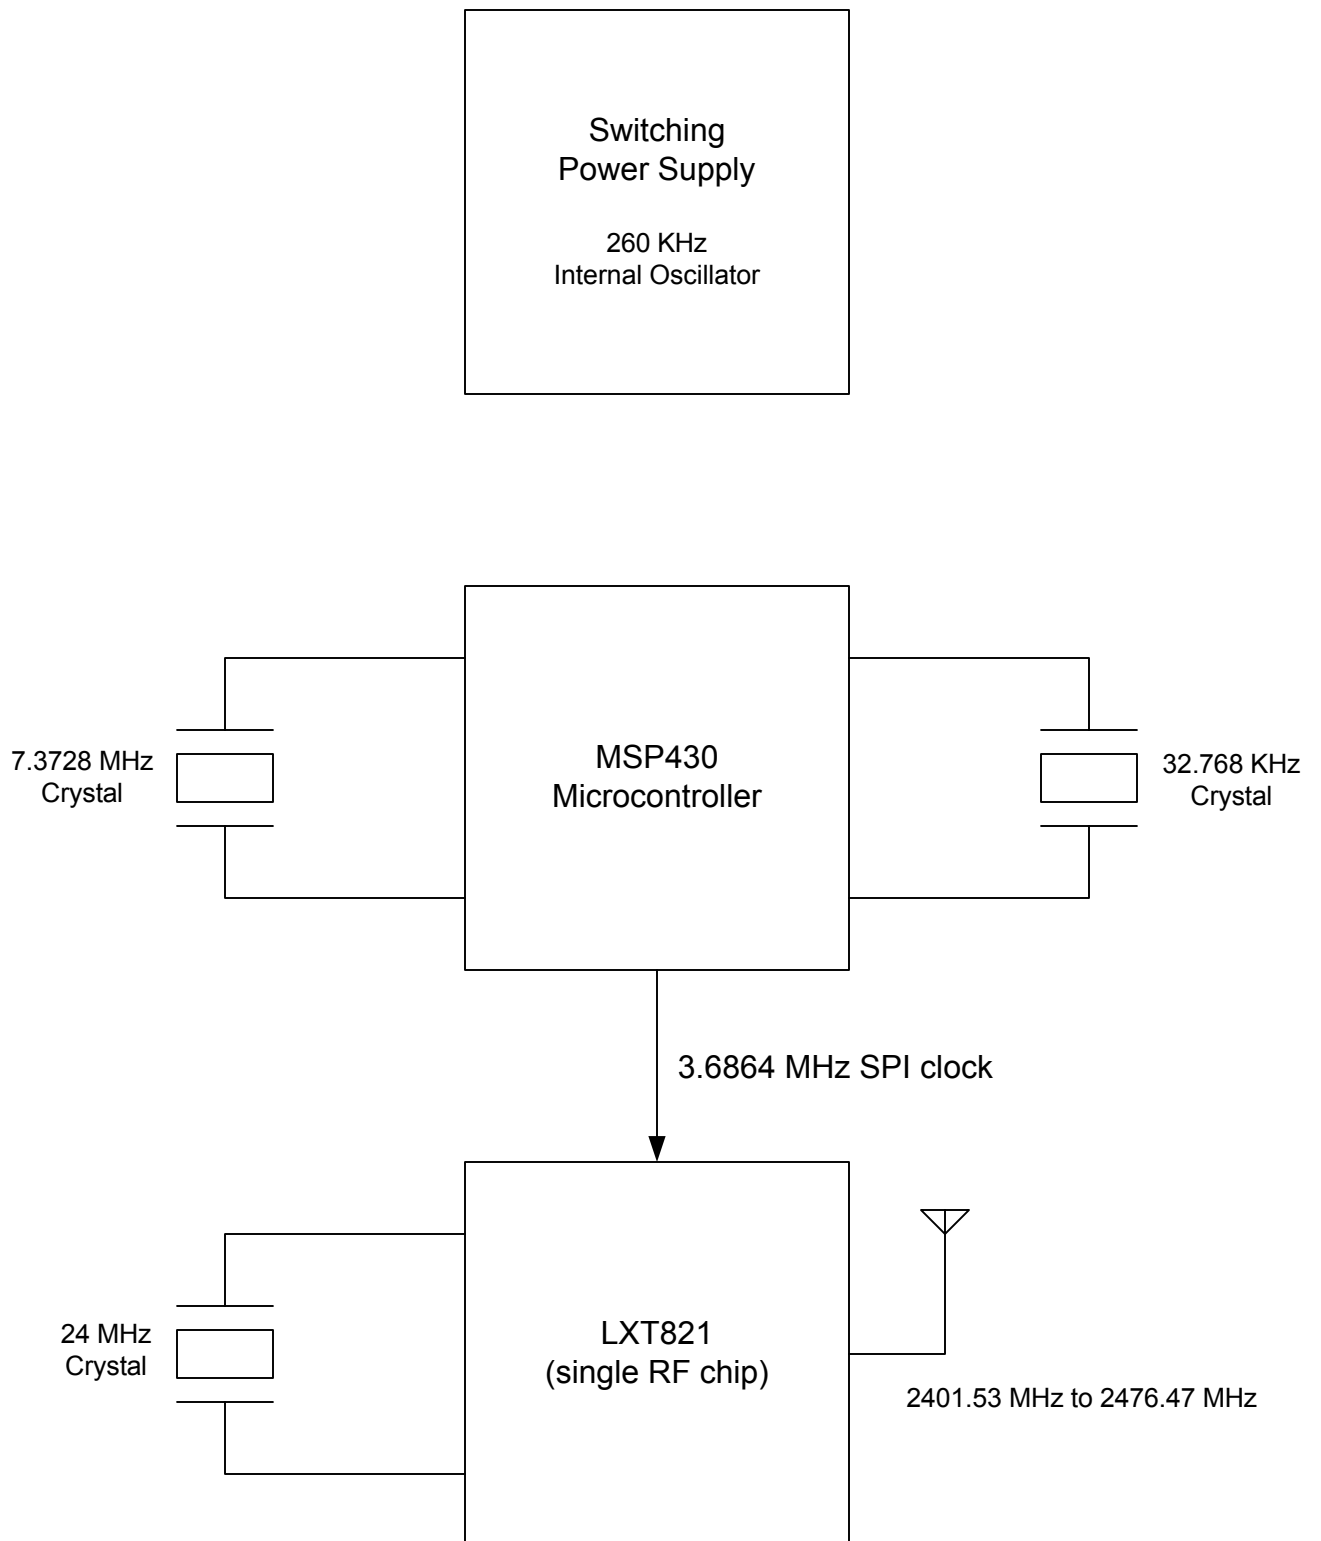 Switching
Power Supply
260 KHz
Internal Oscillator
MSP430
Microcontroller
7.3728 MHz
Crystal
32.768 KHz
Crystal
3.6864 MHz SPI clock
LXT821
(single RF chip)
24 MHz
Crystal
2401.53 MHz to 2476.47 MHz